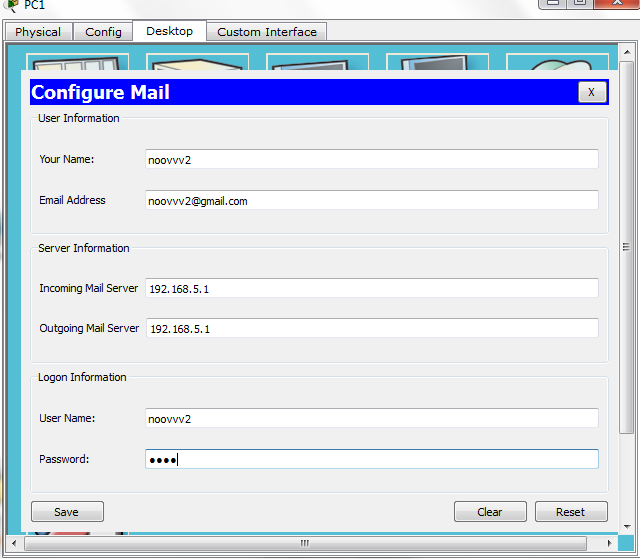 PC1
Physical Config Desktop Custom Interface
Configure Mail X
User Information
Your Name: noovvv2
Email Address noovvv2@gmail.com
Server Information
Incoming Mail Server 192.168.5.1
Outgoing Mail Server 192.168.5.1
Logon Information
User Name: noovvv2
Password: ●●●●
Save Clear Reset